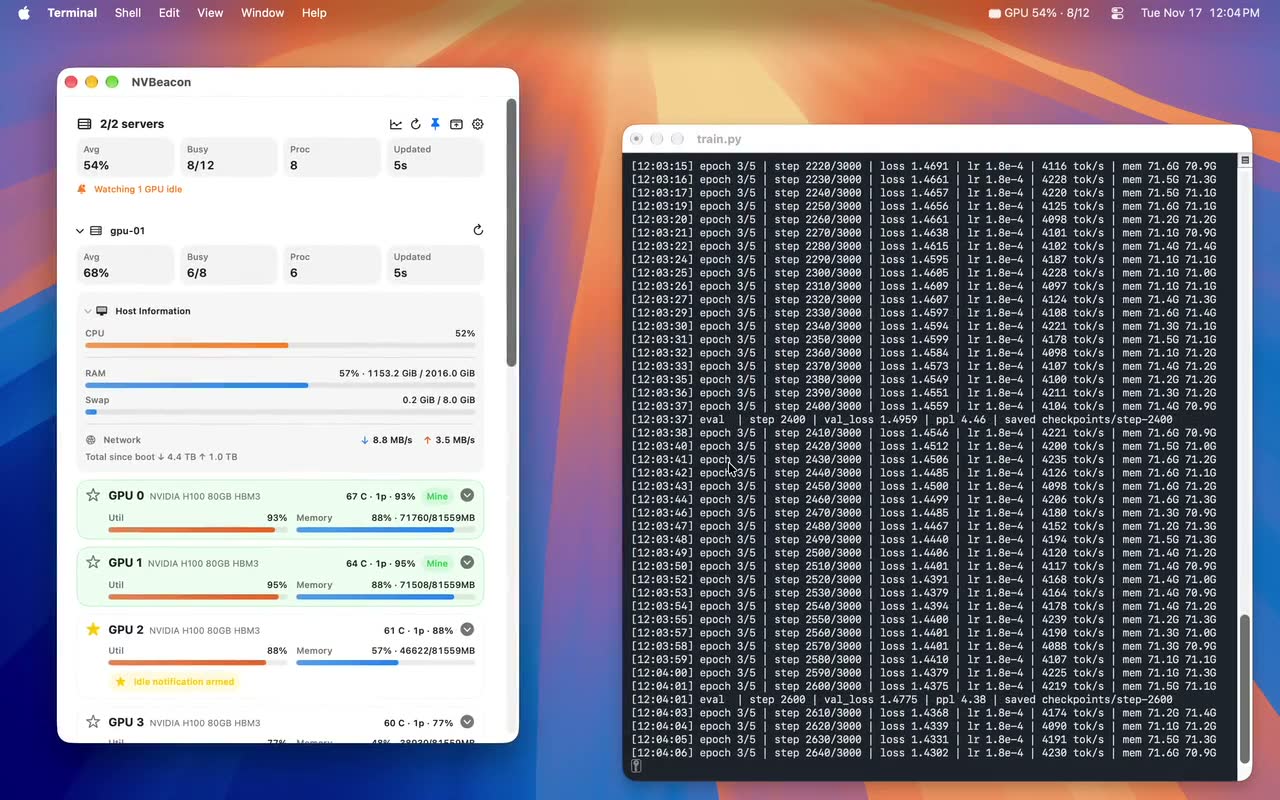 Terminal Shell Edit View Window Help GPU 54% · 8/12 Tue Nov 17 12:04 PM
NVBeacon
2/2 servers
Avg Busy Proc Updated
54% 8/12 8 5s
Watching 1 GPU idle
gpu-01
Avg Busy Proc Updated
68% 6/8 6 5s
Host Information
CPU 52%
RAM 57% · 1153.2 GiB / 2016.0 GiB
Swap 0.2 GiB / 8.0 GiB
Network ↓ 8.8 MB/s ↑ 3.5 MB/s
Total since boot ↓ 4.4 TB ↑ 1.0 TB
GPU 0 NVIDIA H100 80GB HBM3 67 C · 1p · 93% Mine
Util 93% Memory 88% · 71760/81559MB
GPU 1 NVIDIA H100 80GB HBM3 64 C · 1p · 95% Mine
Util 95% Memory 88% · 71508/81559MB
GPU 2 NVIDIA H100 80GB HBM3 61 C · 1p · 88%
Util 88% Memory 57% · 46622/81559MB
Idle notification armed
GPU 3 NVIDIA H100 80GB HBM3 60 C · 1p · 77%
Util 77% Memory
train.py
[12:03:15] epoch 3/5 | step 2220/3000 | loss 1.4691 | lr 1.8e-4 | 4116 tok/s | mem 71.6G 70.9G
[12:03:16] epoch 3/5 | step 2230/3000 | loss 1.4661 | lr 1.8e-4 | 4228 tok/s | mem 71.5G 71.3G
[12:03:17] epoch 3/5 | step 2240/3000 | loss 1.4657 | lr 1.8e-4 | 4220 tok/s | mem 71.5G 71.1G
[12:03:19] epoch 3/5 | step 2250/3000 | loss 1.4656 | lr 1.8e-4 | 4125 tok/s | mem 71.6G 71.1G
[12:03:20] epoch 3/5 | step 2260/3000 | loss 1.4661 | lr 1.8e-4 | 4098 tok/s | mem 71.2G 71.2G
[12:03:21] epoch 3/5 | step 2270/3000 | loss 1.4638 | lr 1.8e-4 | 4101 tok/s | mem 71.1G 70.9G
[12:03:22] epoch 3/5 | step 2280/3000 | loss 1.4615 | lr 1.8e-4 | 4102 tok/s | mem 71.4G 71.4G
[12:03:24] epoch 3/5 | step 2290/3000 | loss 1.4595 | lr 1.8e-4 | 4187 tok/s | mem 71.1G 71.1G
[12:03:25] epoch 3/5 | step 2300/3000 | loss 1.4605 | lr 1.8e-4 | 4228 tok/s | mem 71.1G 71.0G
[12:03:26] epoch 3/5 | step 2310/3000 | loss 1.4609 | lr 1.8e-4 | 4097 tok/s | mem 71.1G 71.1G
[12:03:27] epoch 3/5 | step 2320/3000 | loss 1.4607 | lr 1.8e-4 | 4124 tok/s | mem 71.4G 71.3G
[12:03:29] epoch 3/5 | step 2330/3000 | loss 1.4597 | lr 1.8e-4 | 4108 tok/s | mem 71.6G 71.4G
[12:03:30] epoch 3/5 | step 2340/3000 | loss 1.4594 | lr 1.8e-4 | 4221 tok/s | mem 71.3G 71.1G
[12:03:31] epoch 3/5 | step 2350/3000 | loss 1.4599 | lr 1.8e-4 | 4178 tok/s | mem 71.5G 71.0G
[12:03:32] epoch 3/5 | step 2360/3000 | loss 1.4584 | lr 1.8e-4 | 4098 tok/s | mem 71.1G 71.2G
[12:03:33] epoch 3/5 | step 2370/3000 | loss 1.4573 | lr 1.8e-4 | 4107 tok/s | mem 71.4G 71.2G
[12:03:35] epoch 3/5 | step 2380/3000 | loss 1.4549 | lr 1.8e-4 | 4100 tok/s | mem 71.2G 71.2G
[12:03:36] epoch 3/5 | step 2390/3000 | loss 1.4551 | lr 1.8e-4 | 4211 tok/s | mem 71.3G 71.2G
[12:03:37] epoch 3/5 | step 2400/3000 | loss 1.4559 | lr 1.8e-4 | 4104 tok/s | mem 71.4G 70.9G
[12:03:37] eval | step 2400 | val_loss 1.4959 | ppl 4.46 | saved checkpoints/step-2400
[12:03:38] epoch 3/5 | step 2410/3000 | loss 1.4546 | lr 1.8e-4 | 4221 tok/s | mem 71.6G 70.9G
[12:03:40] epoch 3/5 | step 2420/3000 | loss 1.4512 | lr 1.8e-4 | 4200 tok/s | mem 71.5G 71.0G
[12:03:41] epoch 3/5 | step 2430/3000 | loss 1.4506 | lr 1.8e-4 | 4235 tok/s | mem 71.6G 71.2G
[12:03:42] epoch 3/5 | step 2440/3000 | loss 1.4485 | lr 1.8e-4 | 4126 tok/s | mem 71.6G 71.1G
[12:03:43] epoch 3/5 | step 2450/3000 | loss 1.4500 | lr 1.8e-4 | 4098 tok/s | mem 71.6G 71.2G
[12:03:44] epoch 3/5 | step 2460/3000 | loss 1.4499 | lr 1.8e-4 | 4206 tok/s | mem 71.6G 71.3G
[12:03:46] epoch 3/5 | step 2470/3000 | loss 1.4485 | lr 1.8e-4 | 4180 tok/s | mem 71.3G 70.9G
[12:03:47] epoch 3/5 | step 2480/3000 | loss 1.4467 | lr 1.8e-4 | 4152 tok/s | mem 71.2G 71.3G
[12:03:48] epoch 3/5 | step 2490/3000 | loss 1.4440 | lr 1.8e-4 | 4194 tok/s | mem 71.5G 71.3G
[12:03:49] epoch 3/5 | step 2500/3000 | loss 1.4406 | lr 1.8e-4 | 4120 tok/s | mem 71.4G 71.2G
[12:03:50] epoch 3/5 | step 2510/3000 | loss 1.4401 | lr 1.8e-4 | 4117 tok/s | mem 71.4G 70.9G
[12:03:52] epoch 3/5 | step 2520/3000 | loss 1.4391 | lr 1.8e-4 | 4168 tok/s | mem 71.4G 71.0G
[12:03:53] epoch 3/5 | step 2530/3000 | loss 1.4379 | lr 1.8e-4 | 4164 tok/s | mem 71.4G 70.9G
[12:03:54] epoch 3/5 | step 2540/3000 | loss 1.4394 | lr 1.8e-4 | 4178 tok/s | mem 71.4G 71.2G
[12:03:55] epoch 3/5 | step 2550/3000 | loss 1.4400 | lr 1.8e-4 | 4239 tok/s | mem 71.2G 71.6G
[12:03:57] epoch 3/5 | step 2560/3000 | loss 1.4401 | lr 1.8e-4 | 4190 tok/s | mem 71.3G 71.0G
[12:03:58] epoch 3/5 | step 2570/3000 | loss 1.4401 | lr 1.8e-4 | 4088 tok/s | mem 71.3G 70.9G
[12:03:59] epoch 3/5 | step 2580/3000 | loss 1.4410 | lr 1.8e-4 | 4107 tok/s | mem 71.1G 71.1G
[12:04:00] epoch 3/5 | step 2590/3000 | loss 1.4379 | lr 1.8e-4 | 4225 tok/s | mem 71.1G 71.3G
[12:04:01] epoch 3/5 | step 2600/3000 | loss 1.4375 | lr 1.8e-4 | 4219 tok/s | mem 71.5G 71.1G
[12:04:01] eval | step 2600 | val_loss 1.4775 | ppl 4.38 | saved checkpoints/step-2600
[12:04:03] epoch 3/5 | step 2610/3000 | loss 1.4368 | lr 1.8e-4 | 4174 tok/s | mem 71.2G 71.4G
[12:04:04] epoch 3/5 | step 2620/3000 | loss 1.4339 | lr 1.8e-4 | 4090 tok/s | mem 71.1G 71.1G
[12:04:05] epoch 3/5 | step 2630/3000 | loss 1.4331 | lr 1.8e-4 | 4191 tok/s | mem 71.5G 71.3G
[12:04:06] epoch 3/5 | step 2640/3000 | loss 1.4302 | lr 1.8e-4 | 4230 tok/s | mem 71.6G 70.9G